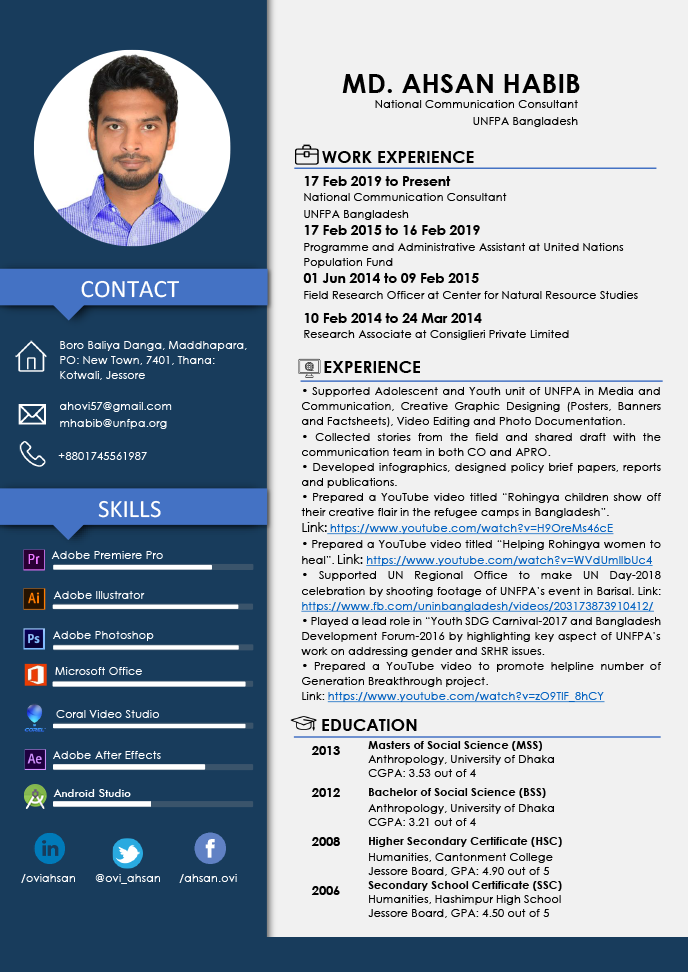 MD. AHSAN HABIB
National Communication Consultant
UNFPA Bangladesh
CONTACT
Boro Baliya Danga, Maddhapara,
PO: New Town, 7401, Thana:
Kotwali, Jessore
ahovi57@gmail.com
mhabib@unfpa.org
+8801745561987
SKILLS
Pr Adobe Premiere Pro
Ai Adobe Illustrator
Ps Adobe Photoshop
Microsoft Office
COREL Coral Video Studio
Ae Adobe After Effects
Android Studio
in
f
/oviahsan @ovi_ahsan /ahsan.ovi
WORK EXPERIENCE
17 Feb 2019 to Present
National Communication Consultant
UNFPA Bangladesh
17 Feb 2015 to 16 Feb 2019
Programme and Administrative Assistant at United Nations
Population Fund
01 Jun 2014 to 09 Feb 2015
Field Research Officer at Center for Natural Resource Studies
10 Feb 2014 to 24 Mar 2014
Research Associate at Consiglieri Private Limited
EXPERIENCE
• Supported Adolescent and Youth unit of UNFPA in Media and
Communication, Creative Graphic Designing (Posters, Banners
and Factsheets), Video Editing and Photo Documentation.
• Collected stories from the field and shared draft with the
communication team in both CO and APRO.
• Developed infographics, designed policy brief papers, reports
and publications.
• Prepared a YouTube video titled “Rohingya children show off
their creative flair in the refugee camps in Bangladesh”.
Link: https://www.youtube.com/watch?v=H9OreMs46cE
• Prepared a YouTube video titled “Helping Rohingya women to
heal”. Link: https://www.youtube.com/watch?v=WVdUmlIbUc4
• Supported UN Regional Office to make UN Day-2018
celebration by shooting footage of UNFPA’s event in Barisal. Link:
https://www.fb.com/uninbangladesh/videos/203173873910412/
• Played a lead role in “Youth SDG Carnival-2017 and Bangladesh
Development Forum-2016 by highlighting key aspect of UNFPA’s
work on addressing gender and SRHR issues.
• Prepared a YouTube video to promote helpline number of
Generation Breakthrough project.
Link: https://www.youtube.com/watch?v=zO9TlF_8hCY
EDUCATION
2013 Masters of Social Science (MSS)
Anthropology, University of Dhaka
CGPA: 3.53 out of 4
2012 Bachelor of Social Science (BSS)
Anthropology, University of Dhaka
CGPA: 3.21 out of 4
2008 Higher Secondary Certificate (HSC)
Humanities, Cantonment College
Jessore Board, GPA: 4.90 out of 5
2006 Secondary School Certificate (SSC)
Humanities, Hashimpur High School
Jessore Board, GPA: 4.50 out of 5